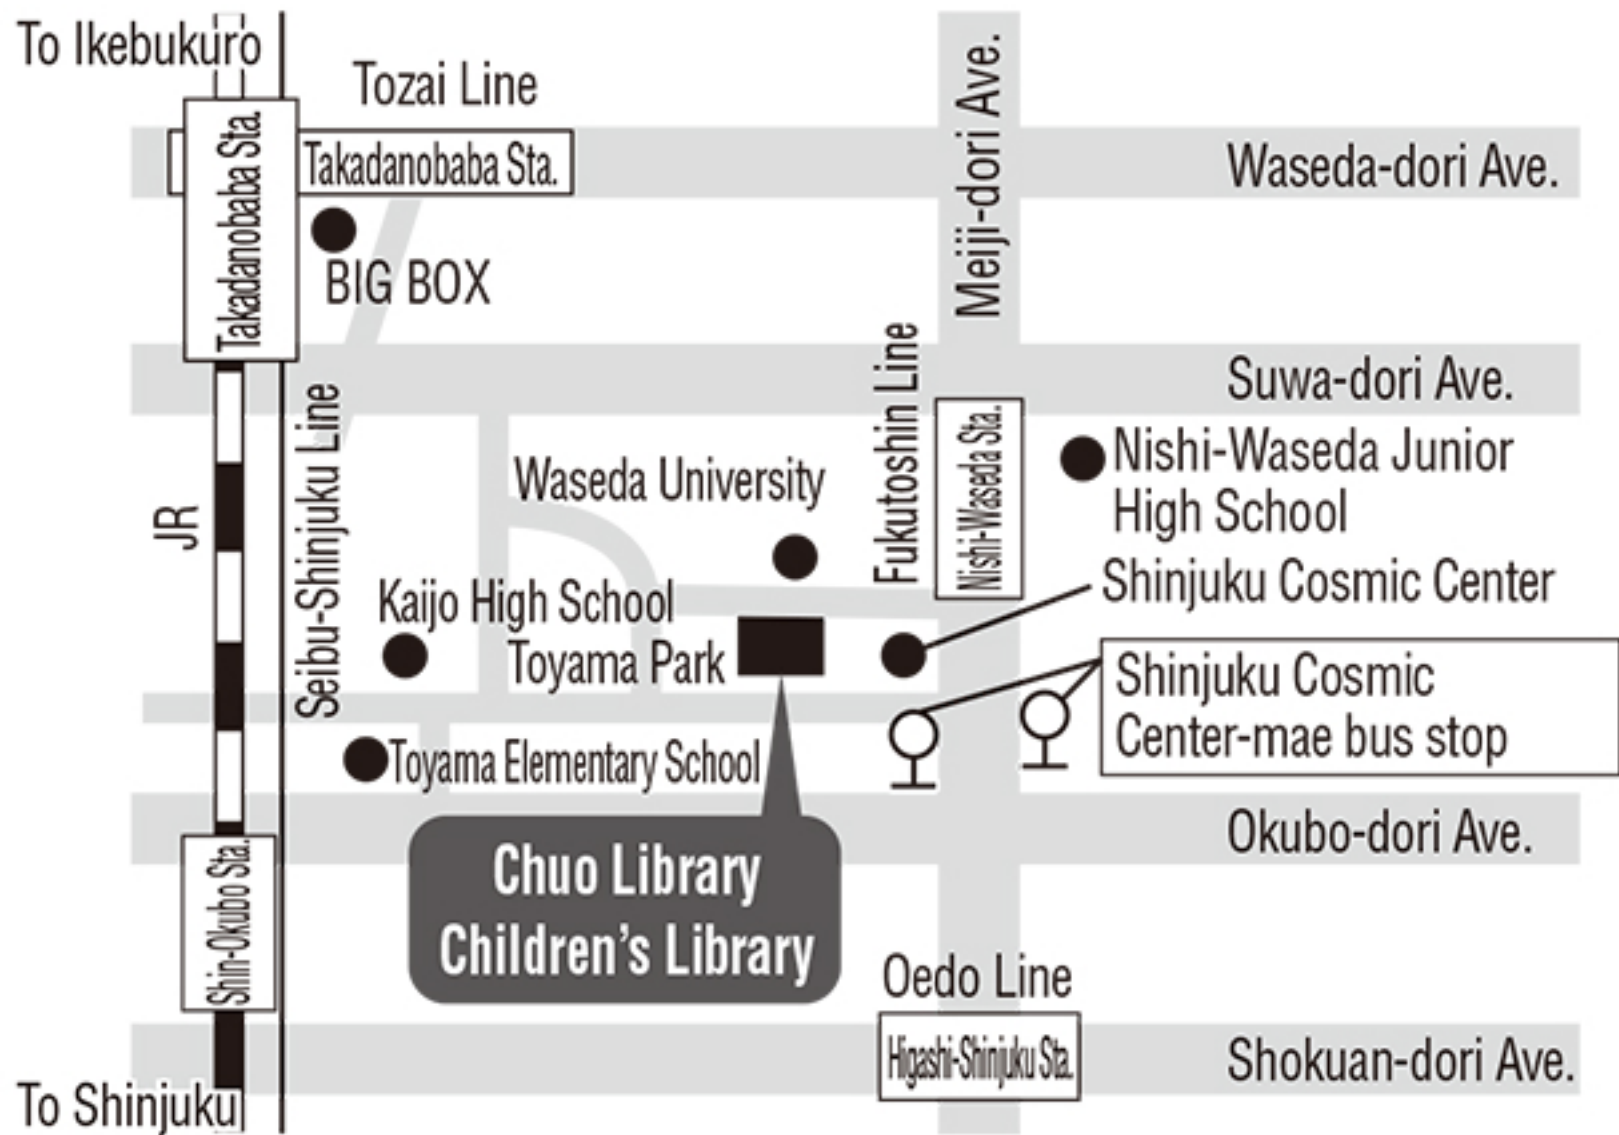 To Ikebukuro
Tozai Line
Takadanobaba Sta.
Takadanobaba Sta.
Meiji-dori Ave.
Waseda-dori Ave.
BIG BOX
Suwa-dori Ave.
Fukutoshin Line
Nishi-Waseda Sta.
Nishi-Waseda Junior
High School
Waseda University
JR
Seibu-Shinjuku Line
Kaijo High School
Shinjuku Cosmic Center
Toyama Park
Shinjuku Cosmic
Center-mae bus stop
Toyama Elementary School
Okubo-dori Ave.
Chuo Library
Children's Library
Shin-Okubo Sta.
Oedo Line
Higashi-Shinjuku Sta.
Shokuan-dori Ave.
To Shinjuku